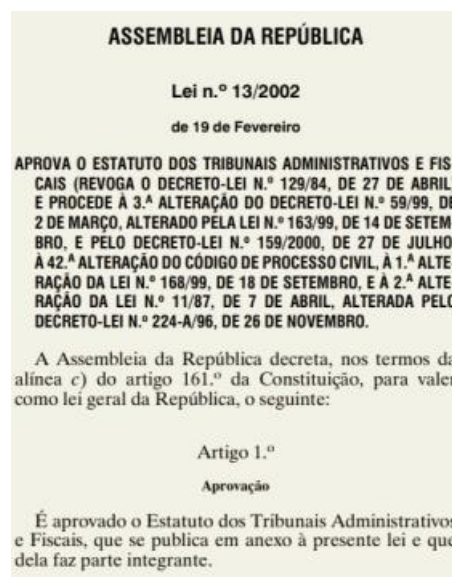 ASSEMBLEIA DA REPÚBLICA
Lei n.º 13/2002
de 19 de Fevereiro
APROVA O ESTATUTO DOS TRIBUNAIS ADMINISTRATIVOS E FIS-
CAIS (REVOGA O DECRETO-LEI N.º 129/84, DE 27 DE ABRIL)
E PROCEDE À 3.ª ALTERAÇÃO DO DECRETO-LEI N.º 59/99, DE
2 DE MARÇO, ALTERADO PELA LEI N.º 163/99, DE 14 DE SETEM-
BRO, E PELO DECRETO-LEI N.º 159/2000, DE 27 DE JULHO,
À 42.ª ALTERAÇÃO DO CÓDIGO DE PROCESSO CIVIL, À 1.ª ALTE-
RAÇÃO DA LEI N.º 168/99, DE 18 DE SETEMBRO, E À 2.ª ALTE-
RAÇÃO DA LEI N.º 11/87, DE 7 DE ABRIL, ALTERADA PELO
DECRETO-LEI N.º 224-A/96, DE 26 DE NOVEMBRO.
A Assembleia da República decreta, nos termos da
alínea c) do artigo 161.º da Constituição, para valer
como lei geral da República, o seguinte:
Artigo 1.º
Aprovação
É aprovado o Estatuto dos Tribunais Administrativos
e Fiscais, que se publica em anexo à presente lei e que
dela faz parte integrante.